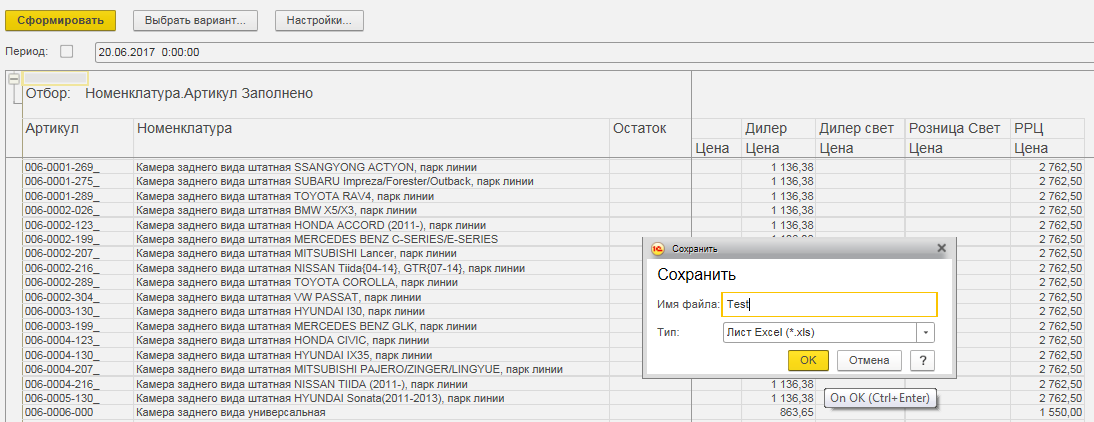 Сформировать Выбрать вариант... Настройки...
Период: 20.06.2017 0:00:00
Отбор: Номенклатура.Артикул Заполнено
Артикул Номенклатура Остаток Дилер Дилер свет Розница Свет РРЦ
Цена Цена Цена Цена Цена
006-0001-269_ Камера заднего вида штатная SSANGYONG ACTYON, парк линии 1 136,38 2 762,50
006-0001-275_ Камера заднего вида штатная SUBARU Impreza/Forester/Outback, парк линии 1 136,38 2 762,50
006-0001-289_ Камера заднего вида штатная TOYOTA RAV4, парк линии 1 136,38 2 762,50
006-0002-026_ Камера заднего вида штатная BMW X5/X3, парк линии 1 136,38 2 762,50
006-0002-123_ Камера заднего вида штатная HONDA ACCORD (2011-), парк линии 1 136,38 2 762,50
006-0002-199_ Камера заднего вида штатная MERCEDES BENZ C-SERIES/E-SERIES 2 762,50
006-0002-207_ Камера заднего вида штатная MITSUBISHI Lancer, парк линии 2 762,50
006-0002-216_ Камера заднего вида штатная NISSAN Tiida{04-14}, GTR{07-14}, парк линии 2 762,50
006-0002-289_ Камера заднего вида штатная TOYOTA COROLLA, парк линии 2 762,50
006-0002-304_ Камера заднего вида штатная VW PASSAT, парк линии 2 762,50
006-0003-130_ Камера заднего вида штатная HYUNDAI I30, парк линии 2 762,50
006-0003-199_ Камера заднего вида штатная MERCEDES BENZ GLK, парк линии 2 762,50
006-0004-123_ Камера заднего вида штатная HONDA CIVIC, парк линии 2 762,50
006-0004-130_ Камера заднего вида штатная HYUNDAI IX35, парк линии 2 762,50
006-0004-207_ Камера заднего вида штатная MITSUBISHI PAJERO/ZINGER/LINGYUE, парк линии 2 762,50
006-0004-216_ Камера заднего вида штатная NISSAN TIIDA (2011-), парк линии 1 136,38 2 762,50
006-0005-130_ Камера заднего вида штатная HYUNDAI Sonata(2011-2013), парк линии 1 136,38 2 762,50
006-0006-000 Камера заднего вида универсальная 863,65 1 550,00
1С Сохранить
Сохранить
Имя файла: Test
Тип: Лист Excel (*.xls)
OK Отмена ?
On OK (Ctrl+Enter)